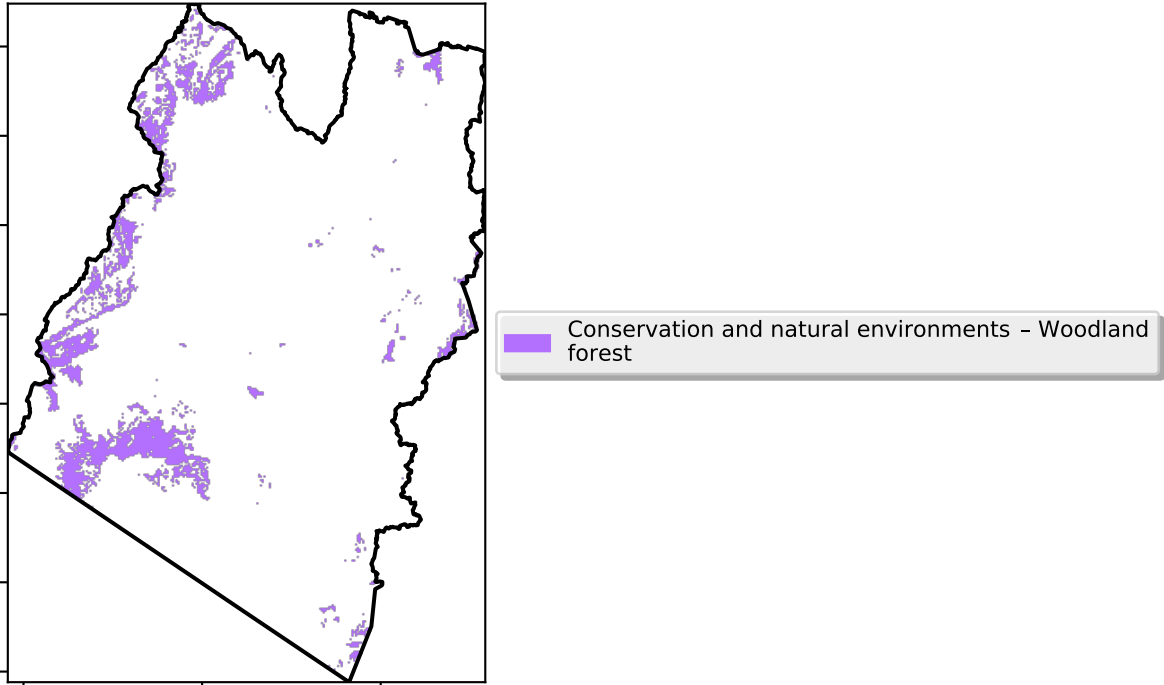 Conservation and natural environments – Woodland
forest